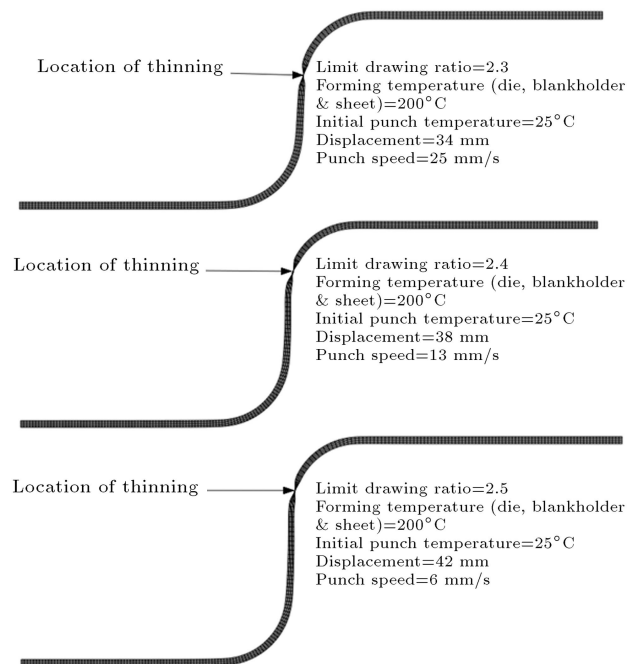 Location of thinning
Limit drawing ratio=2.3
Forming temperature (die, blankholder
& sheet)=200°C
Initial punch temperature=25°C
Displacement=34 mm
Punch speed=25 mm/s
Location of thinning
Limit drawing ratio=2.4
Forming temperature (die, blankholder
& sheet)=200°C
Initial punch temperature=25°C
Displacement=38 mm
Punch speed=13 mm/s
Location of thinning
Limit drawing ratio=2.5
Forming temperature (die, blankholder
& sheet)=200°C
Initial punch temperature=25°C
Displacement=42 mm
Punch speed=6 mm/s